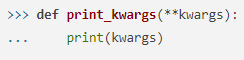 >>> def print_kwargs(**kwargs):
...     print(kwargs)